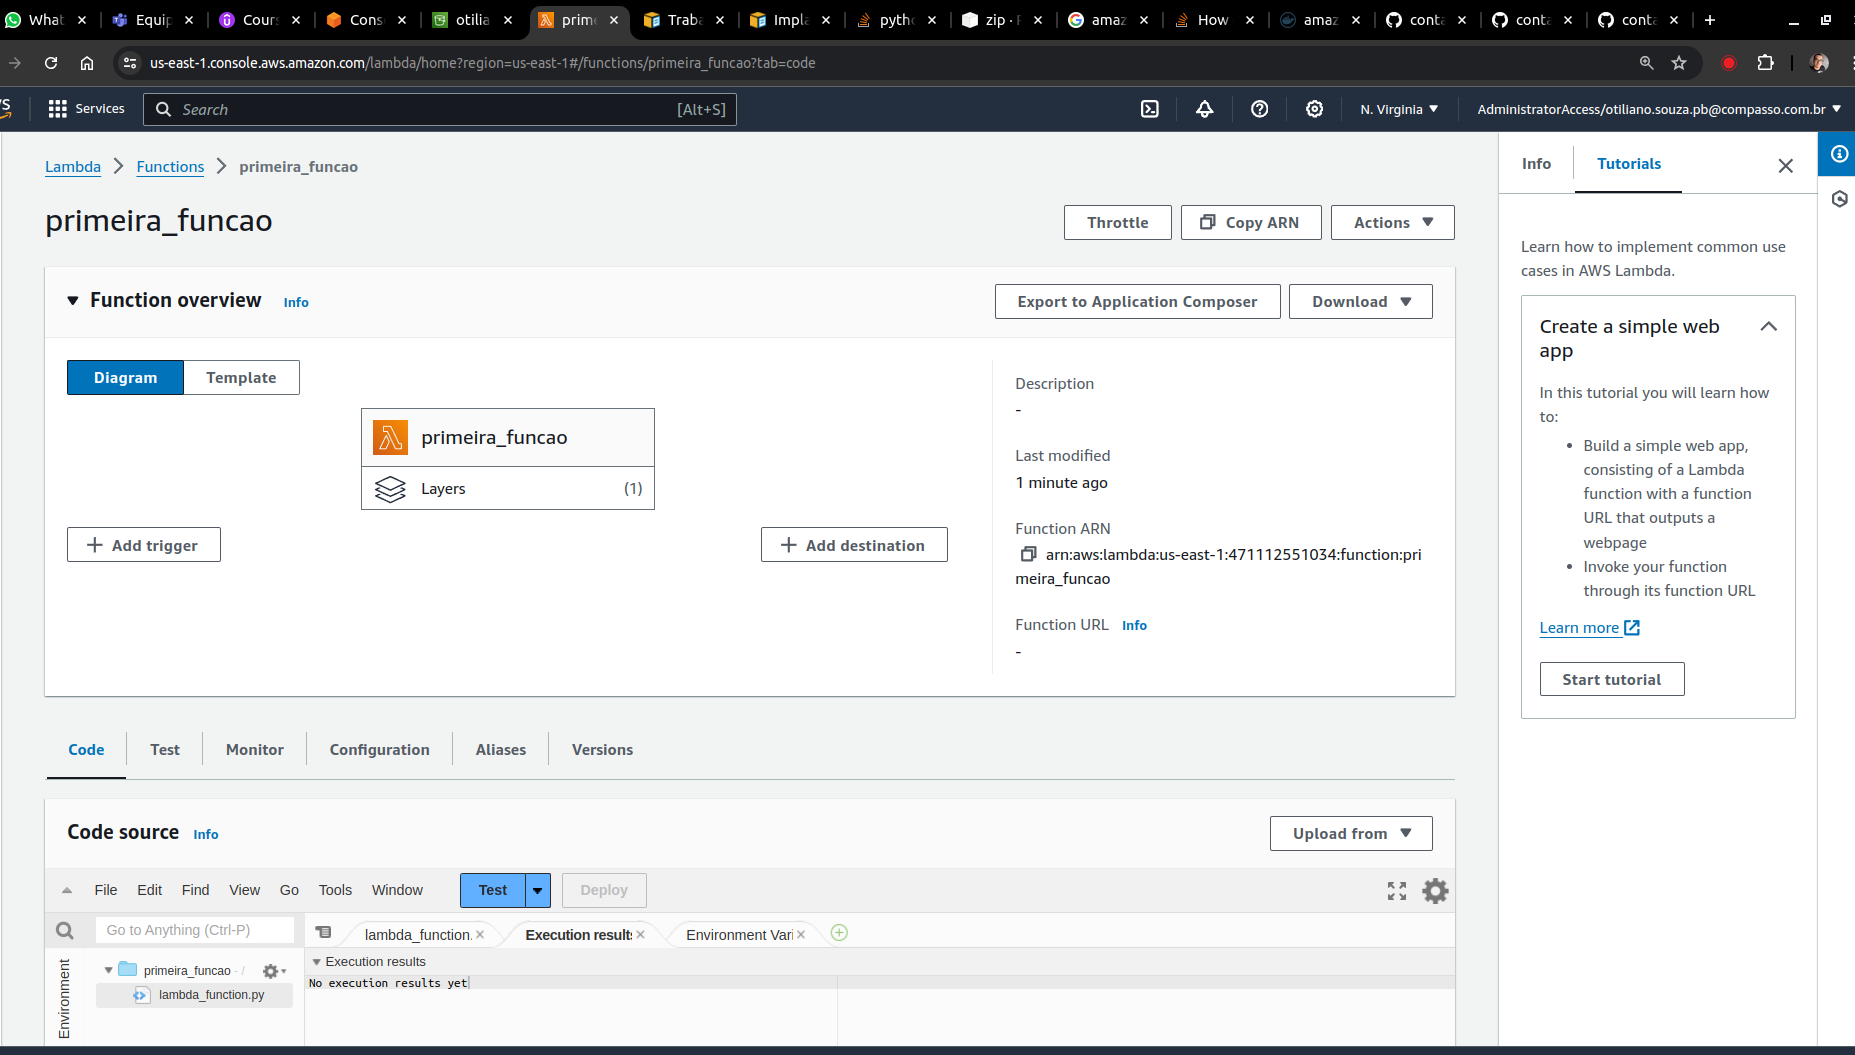 What
Equip
Cours
Cons
otilia
prime
Traba
Impla
pyth
zip · F
amaz
How
amaz
conta
conta
conta
us-east-1.console.aws.amazon.com/lambda/home?region=us-east-1#/functions/primeira_funcao?tab=code
Services
Search
[Alt+S]
N. Virginia
AdministratorAccess/otiliano.souza.pb@compasso.com.br
Lambda
Functions
primeira_funcao
primeira_funcao
Throttle
Copy ARN
Actions
Function overview
Info
Export to Application Composer
Download
Diagram
Template
primeira_funcao
Layers
(1)
Add trigger
Add destination
Description
-
Last modified
1 minute ago
Function ARN
arn:aws:lambda:us-east-1:471112551034:function:pri
meira_funcao
Function URL
Info
-
Code
Test
Monitor
Configuration
Aliases
Versions
Code source
Info
Upload from
File
Edit
Find
View
Go
Tools
Window
Test
Deploy
Go to Anything (Ctrl-P)
lambda_function.
Execution results
Environment Vari
Environment
primeira_funcao - /
lambda_function.py
Execution results
No execution results yet
Info
Tutorials
Learn how to implement common use
cases in AWS Lambda.
Create a simple web
app
In this tutorial you will learn how
to:
• Build a simple web app,
consisting of a Lambda
function with a function
URL that outputs a
webpage
• Invoke your function
through its function URL
Learn more
Start tutorial